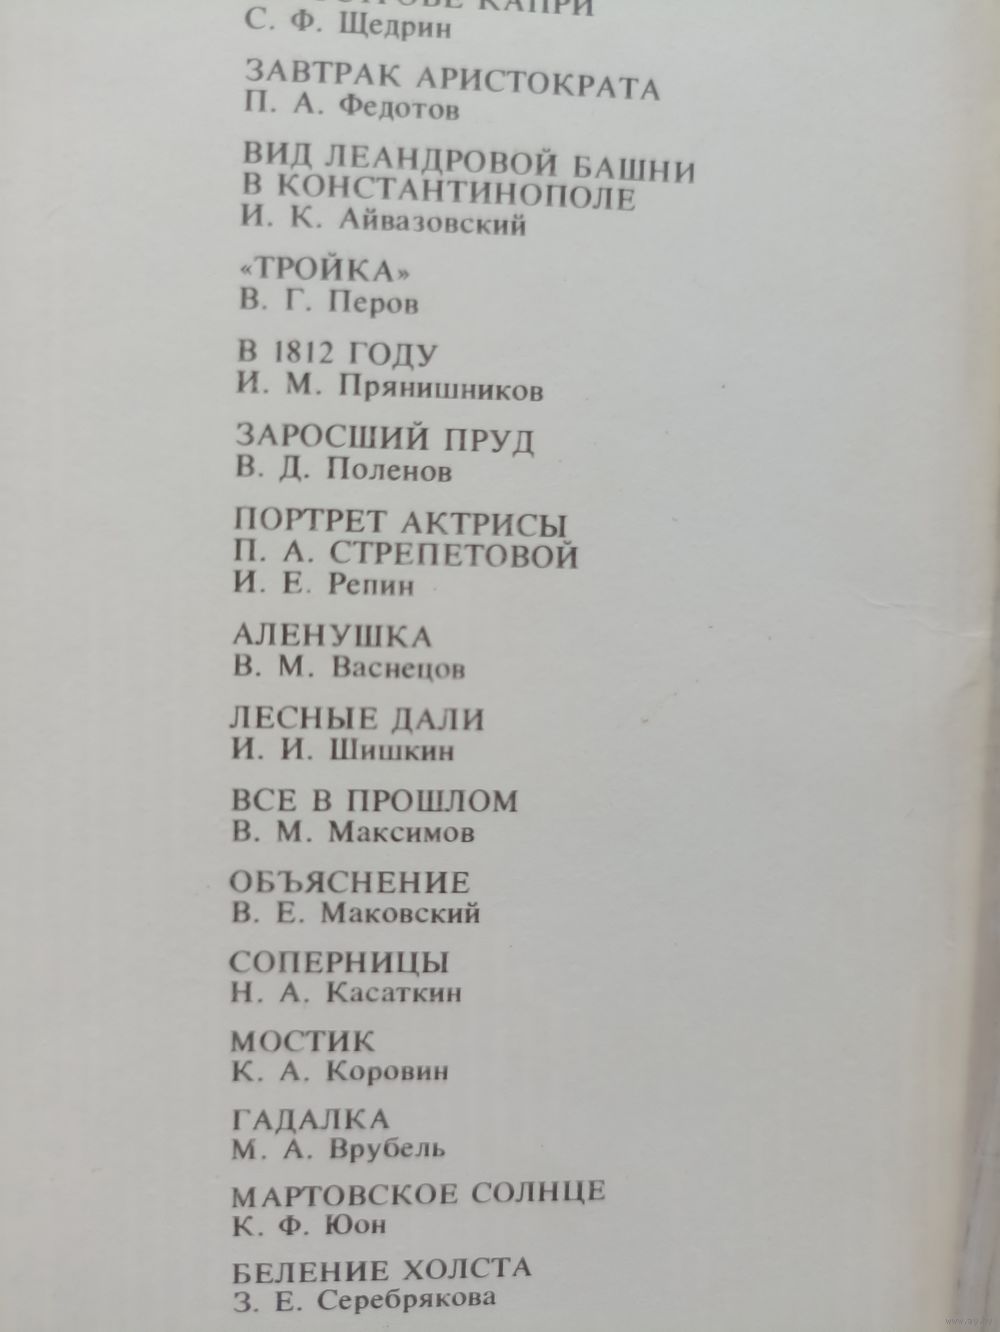 КАПРИ
С. Ф. Щедрин
ЗАВТРАК АРИСТОКРАТА
П. А. Федотов
ВИД ЛЕАНДРОВОЙ БАШНИ
В КОНСТАНТИНОПОЛЕ
И. К. Айвазовский
«ТРОЙКА»
В. Г. Перов
В 1812 ГОДУ
И. М. Прянишников
ЗАРОСШИЙ ПРУД
В. Д. Поленов
ПОРТРЕТ АКТРИСЫ
П. А. СТРЕПЕТОВОЙ
И. Е. Репин
АЛЕНУШКА
В. М. Васнецов
ЛЕСНЫЕ ДАЛИ
И. И. Шишкин
ВСЕ В ПРОШЛОМ
В. М. Максимов
ОБЪЯСНЕНИЕ
В. Е. Маковский
СОПЕРНИЦЫ
Н. А. Касаткин
МОСТИК
К. А. Коровин
ГАДАЛКА
М. А. Врубель
МАРТОВСКОЕ СОЛНЦЕ
К. Ф. Юон
БЕЛЕНИЕ ХОЛСТА
З. Е. Серебрякова